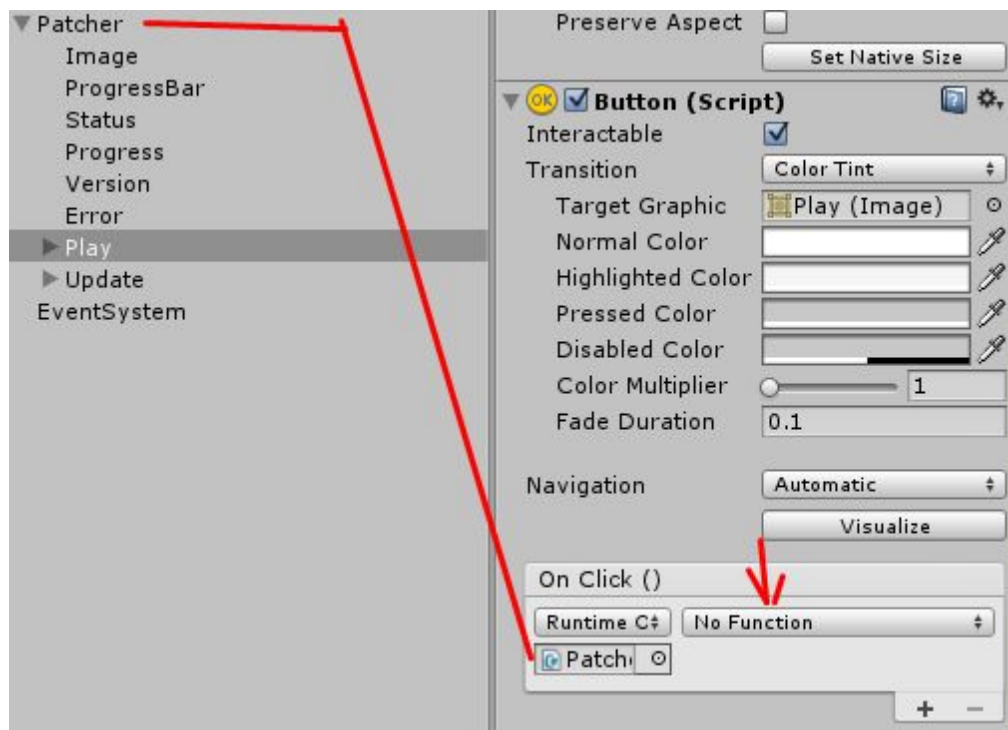 Patcher
Image
ProgressBar
Status
Progress
Version
Error
Play
Update
EventSystem
Preserve Aspect
Set Native Size
OK Button (Script)
Interactable
Transition Color Tint
Target Graphic Play (Image)
Normal Color
Highlighted Color
Pressed Color
Disabled Color
Color Multiplier 1
Fade Duration 0.1
Navigation Automatic
Visualize
On Click ()
Runtime C No Function
Patche
+ −